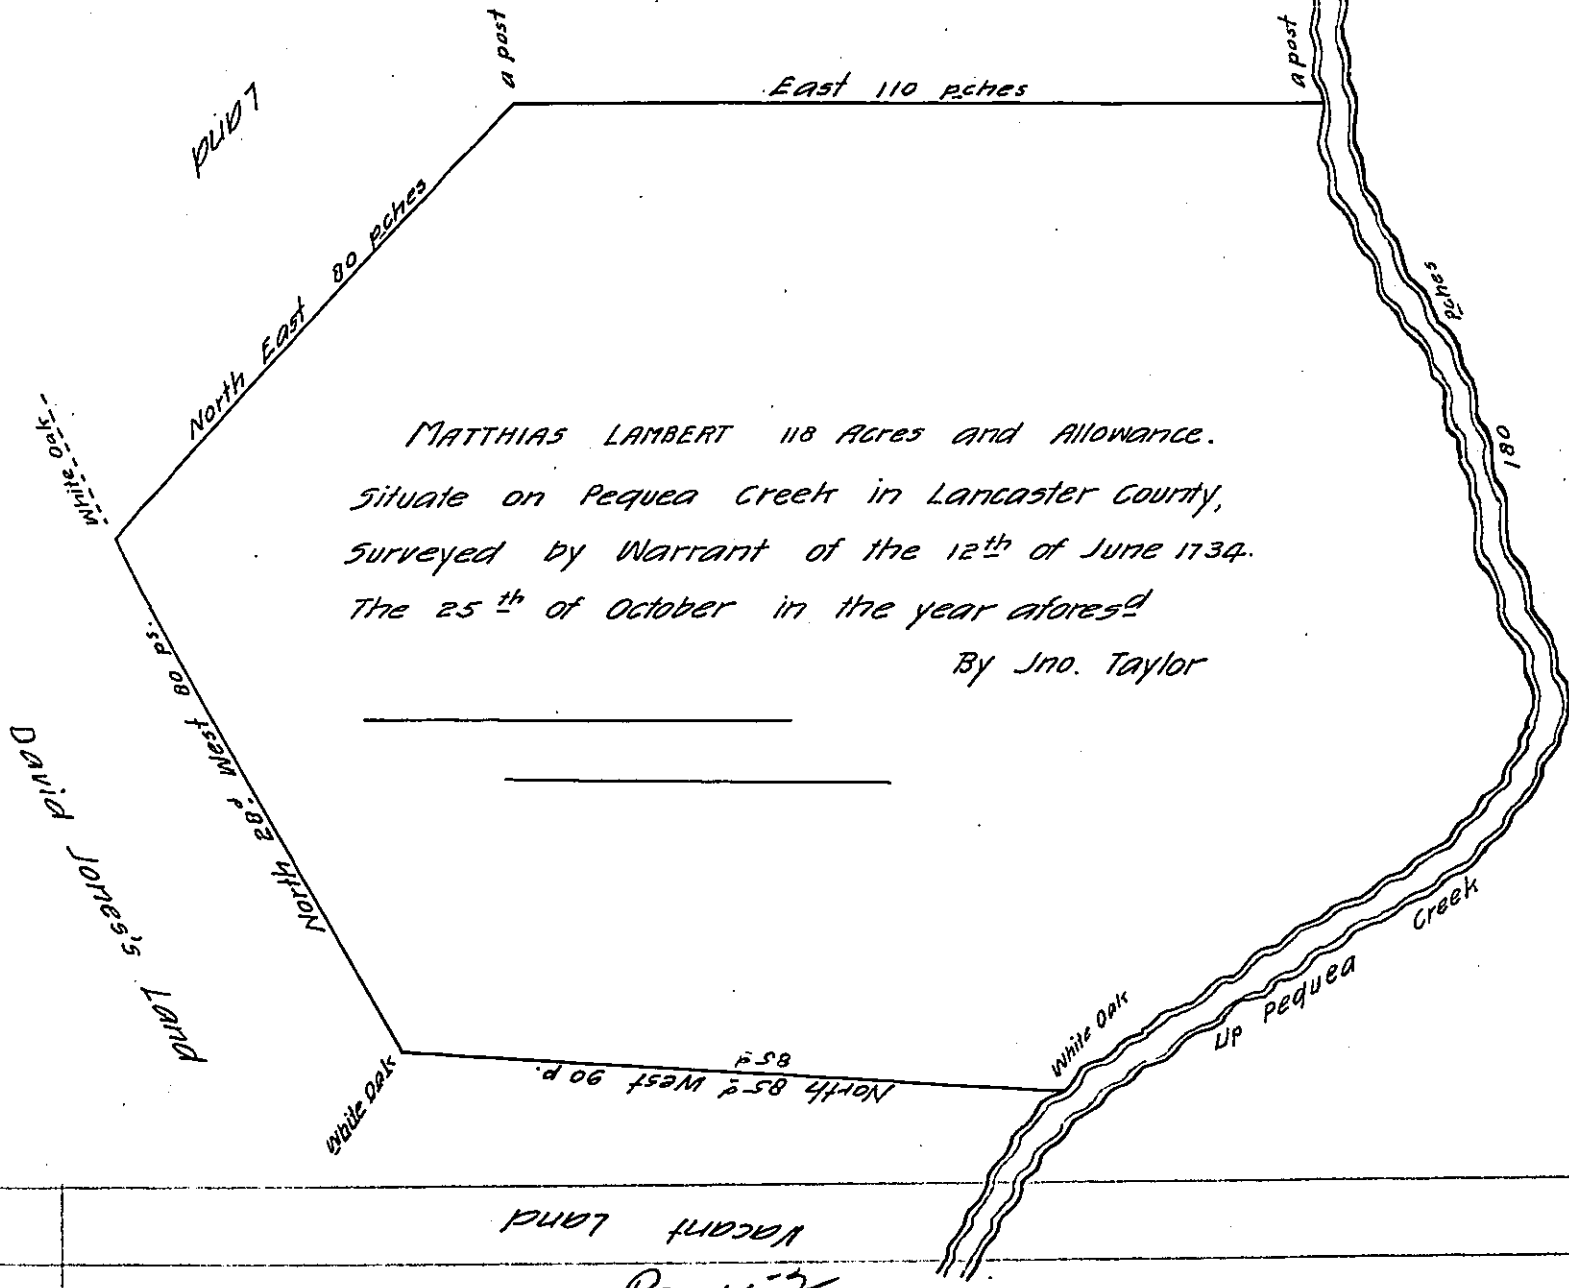 a post
a post
East 110 pches
Land
North East 80 pches
pches
180
White Oak
MATTHIAS LAMBERT 118 Acres and Allowance.
Situate on Pequea Creek in Lancaster County,
Surveyed by Warrant of the 12th of June 1734.
The 25th of October in the year aforesd
By Jno. Taylor
North 28d. West 80 ps.
David Jones's Land
Up Pequea Creek
White Oak
White Oak
85d
North 85d West 90 p.
Vacant Land